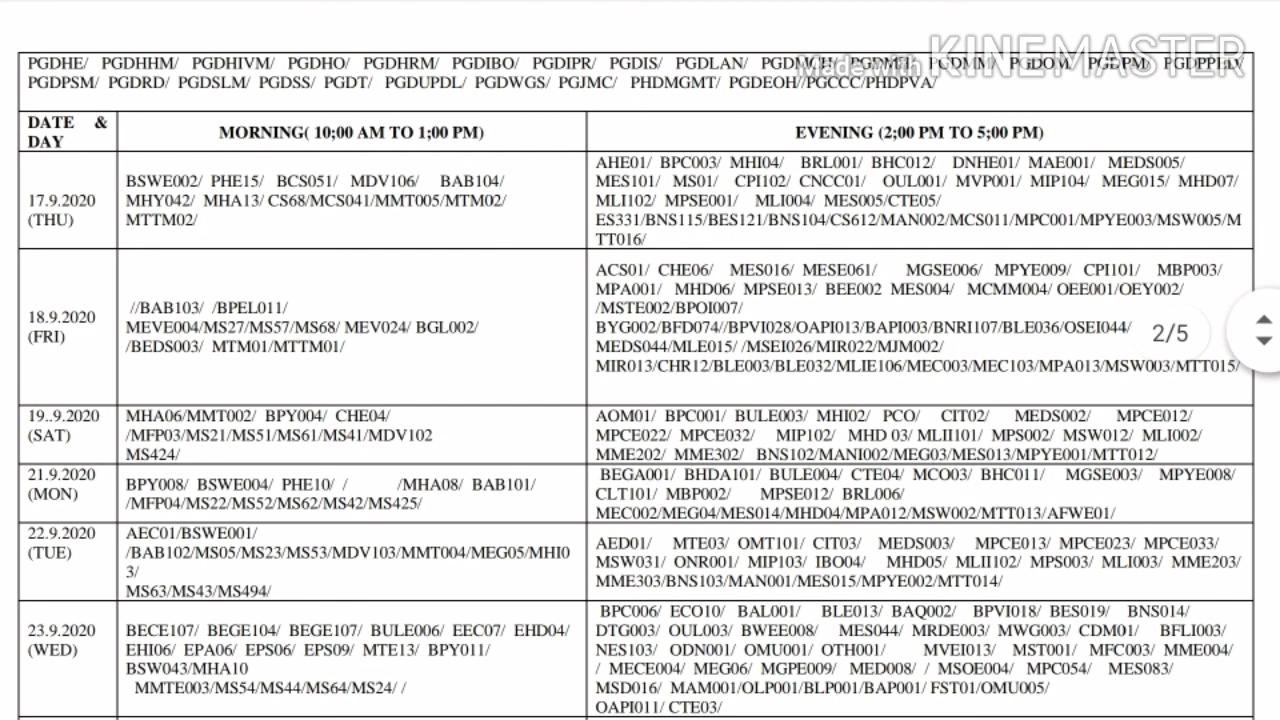 PGDHE/ PGDHHM/ PGDHIVM/ PGDHO/ PGDHRM/ PGDIBO/ PGDIPR/ PGDIS/ PGDLAN/ PGDMCH/ PGDMH/ PGDMM/ PGDOM/ PGDPM/ PGDPPED/
Made with KINEMASTER
PGDPSM/ PGDRD/ PGDSLM/ PGDSS/ PGDT/ PGDUPDL/ PGDWGS/ PGJMC/ PHDMGMT/ PGDEOH//PGCCC/PHDPVA/
DATE & DAY
MORNING( 10;00 AM TO 1;00 PM)
EVENING (2;00 PM TO 5;00 PM)
17.9.2020
(THU)
BSWE002/ PHE15/ BCS051/ MDV106/ BAB104/
MHY042/ MHA13/ CS68/MCS041/MMT005/MTM02/
MTTM02/
AHE01/ BPC003/ MHI04/ BRL001/ BHC012/ DNHE01/ MAE001/ MEDS005/
MES101/ MS01/ CPI102/ CNCC01/ OUL001/ MVP001/ MIP104/ MEG015/ MHD07/
MLI102/ MPSE001/ MLI004/ MES005/CTE05/
ES331/BNS115/BES121/BNS104/CS612/MAN002/MCS011/MPC001/MPYE003/MSW005/M
TT016/
18.9.2020
(FRI)
//BAB103/ /BPEL011/
MEVE004/MS27/MS57/MS68/ MEV024/ BGL002/
/BEDS003/ MTM01/MTTM01/
ACS01/ CHE06/ MES016/ MESE061/ MGSE006/ MPYE009/ CPI101/ MBP003/
MPA001/ MHD06/ MPSE013/ BEE002 MES004/ MCMM004/ OEE001/OEY002/
/MSTE002/BPOI007/
BYG002/BFD074//BPVI028/OAPI013/BAPI003/BNRI107/BLE036/OSEI044/
MEDS044/MLE015/ /MSEI026/MIR022/MJM002/
MIR013/CHR12/BLE003/BLE032/MLIE106/MEC003/MEC103/MPA013/MSW003/MTT015/
2/5
19..9.2020
(SAT)
MHA06/MMT002/ BPY004/ CHE04/
/MFP03/MS21/MS51/MS61/MS41/MDV102
MS424/
AOM01/ BPC001/ BULE003/ MHI02/ PCO/ CIT02/ MEDS002/ MPCE012/
MPCE022/ MPCE032/ MIP102/ MHD 03/ MLII101/ MPS002/ MSW012/ MLI002/
MME202/ MME302/ BNS102/MANI002/MEG03/MES013/MPYE001/MTT012/
21.9.2020
(MON)
BPY008/ BSWE004/ PHE10/ / /MHA08/ BAB101/
/MFP04/MS22/MS52/MS62/MS42/MS425/
BEGA001/ BHDA101/ BULE004/ CTE04/ MCO03/ BHC011/ MGSE003/ MPYE008/
CLT101/ MBP002/ MPSE012/ BRL006/
MEC002/MEG04/MES014/MHD04/MPA012/MSW002/MTT013/AFWE01/
22.9.2020
(TUE)
AEC01/BSWE001/
/BAB102/MS05/MS23/MS53/MDV103/MMT004/MEG05/MHI0
3/
MS63/MS43/MS494/
AED01/ MTE03/ OMT101/ CIT03/ MEDS003/ MPCE013/ MPCE023/ MPCE033/
MSW031/ ONR001/ MIP103/ IBO04/ MHD05/ MLII102/ MPS003/ MLI003/ MME203/
MME303/BNS103/MAN001/MES015/MPYE002/MTT014/
23.9.2020
(WED)
BECE107/ BEGE104/ BEGE107/ BULE006/ EEC07/ EHD04/
EHI06/ EPA06/ EPS06/ EPS09/ MTE13/ BPY011/
BSW043/MHA10
MMTE003/MS54/MS44/MS64/MS24/ /
BPC006/ ECO10/ BAL001/ BLE013/ BAQ002/ BPVI018/ BES019/ BNS014/
DTG003/ OUL003/ BWEE008/ MES044/ MRDE003/ MWG003/ CDM01/ BFLI003/
NES103/ ODN001/ OMU001/ OTH001/ MVEI013/ MST001/ MFC003/ MME004/
/ MECE004/ MEG06/ MGPE009/ MED008/ / MSOE004/ MPC054/ MES083/
MSD016/ MAM001/OLP001/BLP001/BAP001/ FST01/OMU005/
OAPI011/ CTE03/